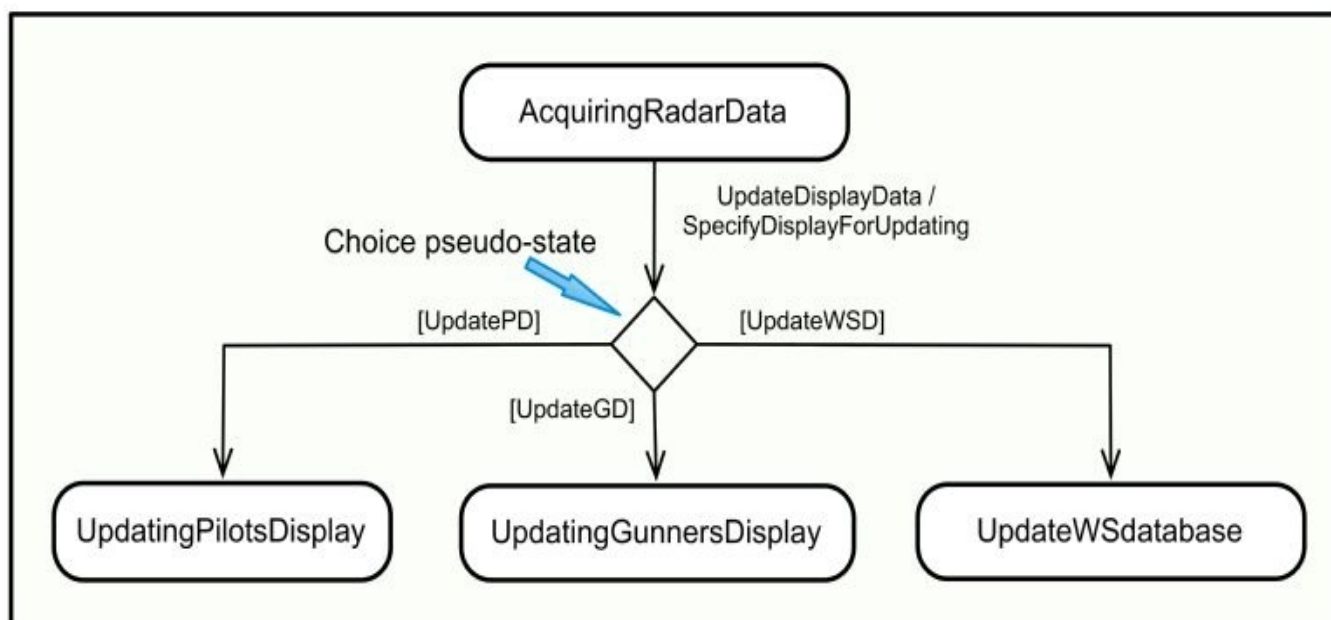 AcquiringRadarData
UpdateDisplayData /
SpecifyDisplayForUpdating
Choice pseudo-state
[UpdatePD]
[UpdateWSD]
[UpdateGD]
UpdatingPilotsDisplay
UpdatingGunnersDisplay
UpdateWSdatabase